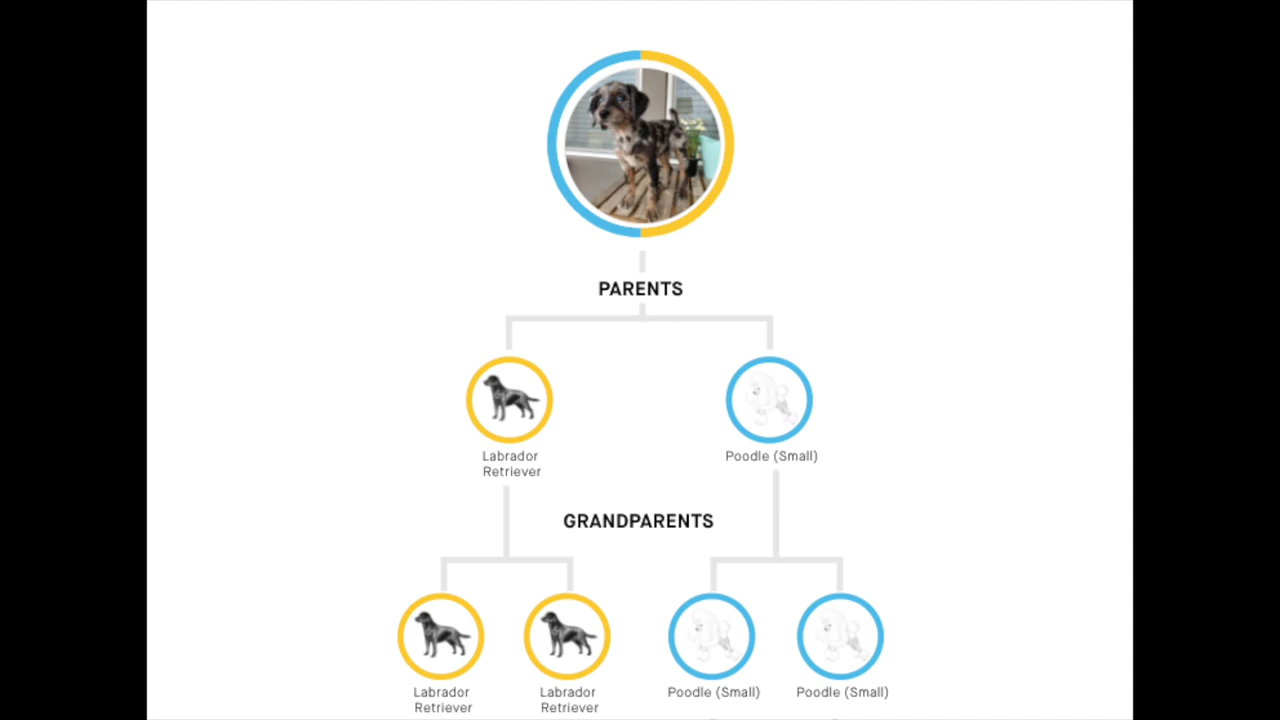 PARENTS
Labrador
Retriever
Poodle (Small)
GRANDPARENTS
Labrador
Retriever
Labrador
Retriever
Poodle (Small)
Poodle (Small)